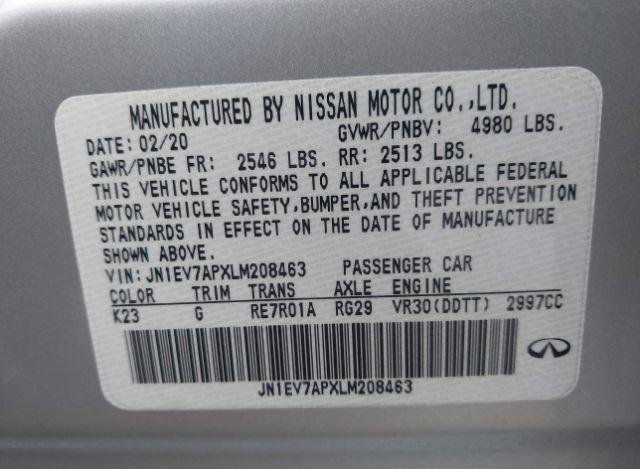 MANUFACTURED BY NISSAN MOTOR CO.,LTD.
DATE: 02/20 GVWR/PNBV: 4980 LBS.
GAWR/PNBE FR: 2546 LBS. RR: 2513 LBS.
THIS VEHICLE CONFORMS TO ALL APPLICABLE FEDERAL
MOTOR VEHICLE SAFETY,BUMPER,AND THEFT PREVENTION
STANDARDS IN EFFECT ON THE DATE OF MANUFACTURE
SHOWN ABOVE.
VIN:JN1EV7APXLM208463 PASSENGER CAR
COLOR TRIM TRANS AXLE ENGINE
K23 G RE7R01A RG29 VR30(DDTT) 2997CC
JN1EV7APXLM208463